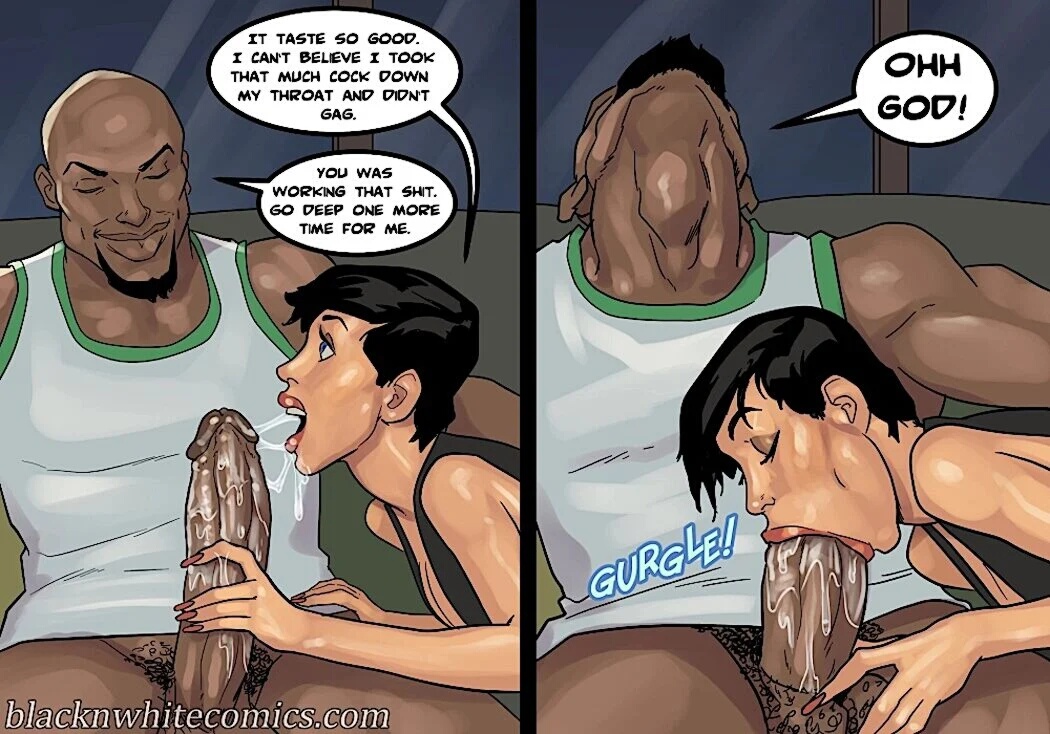 IT TASTE SO GOOD.
I CAN'T BELIEVE I TOOK
THAT MUCH COCK DOWN
MY THROAT AND DIDN'T
GAG.
YOU WAS
WORKING THAT SHIT.
GO DEEP ONE MORE
TIME FOR ME.
OHH
GOD!
GURGLE!
blacknwhitecomics.com